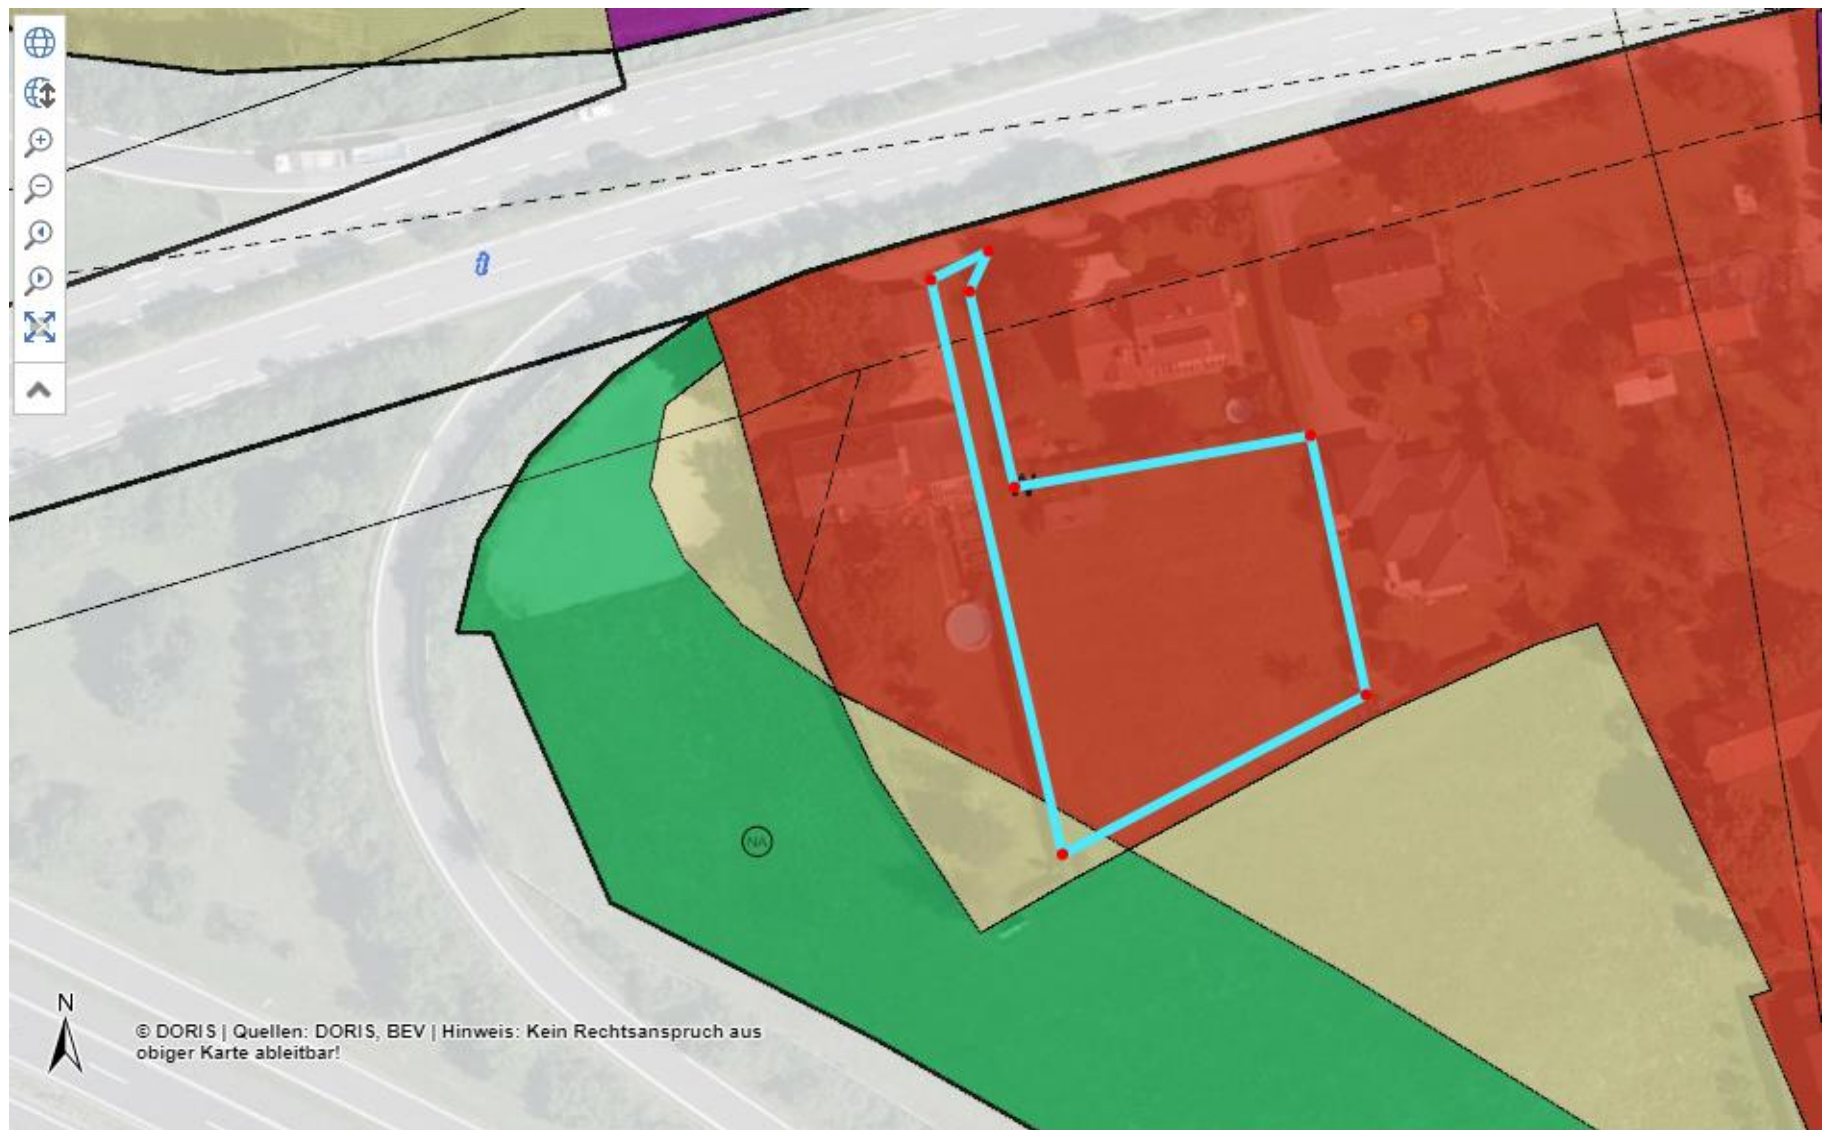 NA
N
© DORIS | Quellen: DORIS, BEV | Hinweis: Kein Rechtsanspruch aus
obiger Karte ableitbar!